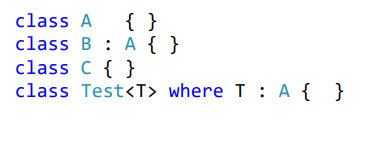 class A   { }
class B : A { }
class C { }
class Test<T> where T : A {  }